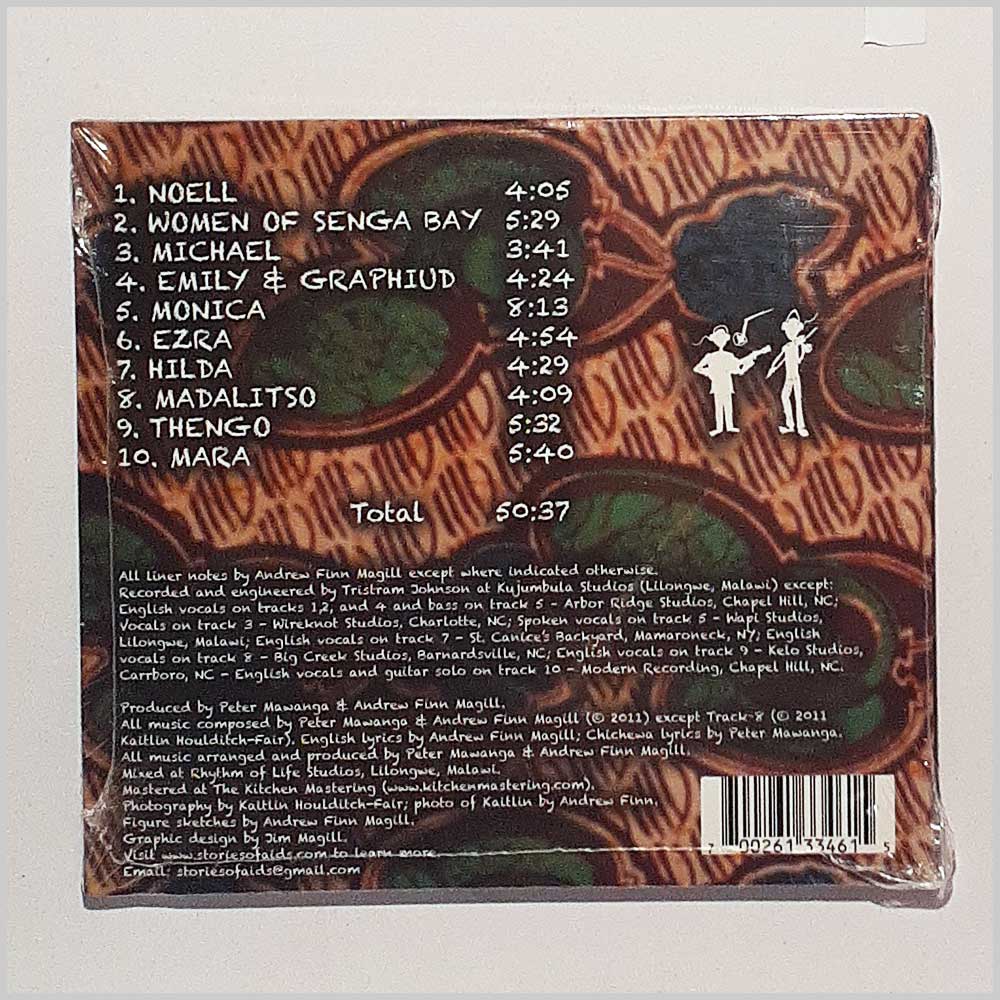 1. NOELL 4:05
2. WOMEN OF SENGA BAY 5:29
3. MICHAEL 3:41
4. EMILY & GRAPHIUD 4:24
5. MONICA 8:13
6. EZRA 4:54
7. HILDA 4:29
8. MADALITSO 4:09
9. THENGO 5:32
10. MARA 5:40
Total 50:37
All liner notes by Andrew Finn Magill except where indicated otherwise.
Recorded and engineered by Tristram Johnson at Kujumbula Studios (Lilongwe, Malawi) except:
English vocals on tracks 1,2, and 4 and bass on track 5 - Arbor Ridge Studios, Chapel Hill, NC;
Vocals on track 3 - Wireknot Studios, Charlotte, NC; Spoken vocals on track 5 - Wapi Studios,
Lilongwe, Malawi; English vocals on track 7 - St. Canice's Backyard, Mamaroneck, NY; English
vocals on track 8 - Big Creek Studios, Barnardsville, NC; English vocals on track 9 - Kelo Studios,
Carrboro, NC - English vocals and guitar solo on track 10 - Modern Recording, Chapel Hill, NC.
Produced by Peter Mawanga & Andrew Finn Magill.
All music composed by Peter Mawanga & Andrew Finn Magill (© 2011) except Track 8 (© 2011
Kaitlin Houlditch-Fair). English lyrics by Andrew Finn Magill; Chichewa lyrics by Peter Mawanga.
All music arranged and produced by Peter Mawanga & Andrew Finn Magill.
Mixed at Rhythm of Life Studios, Lilongwe, Malawi.
Mastered at The Kitchen Mastering (www.kitchenmastering.com).
Photography by Kaitlin Houlditch-Fair; photo of Kaitlin by Andrew Finn.
Figure sketches by Andrew Finn Magill.
Graphic design by Jim Magill.
Visit www.storiesofaids.com to learn more.
Email: storiesofaids@gmail.com
7 00261 33461 5